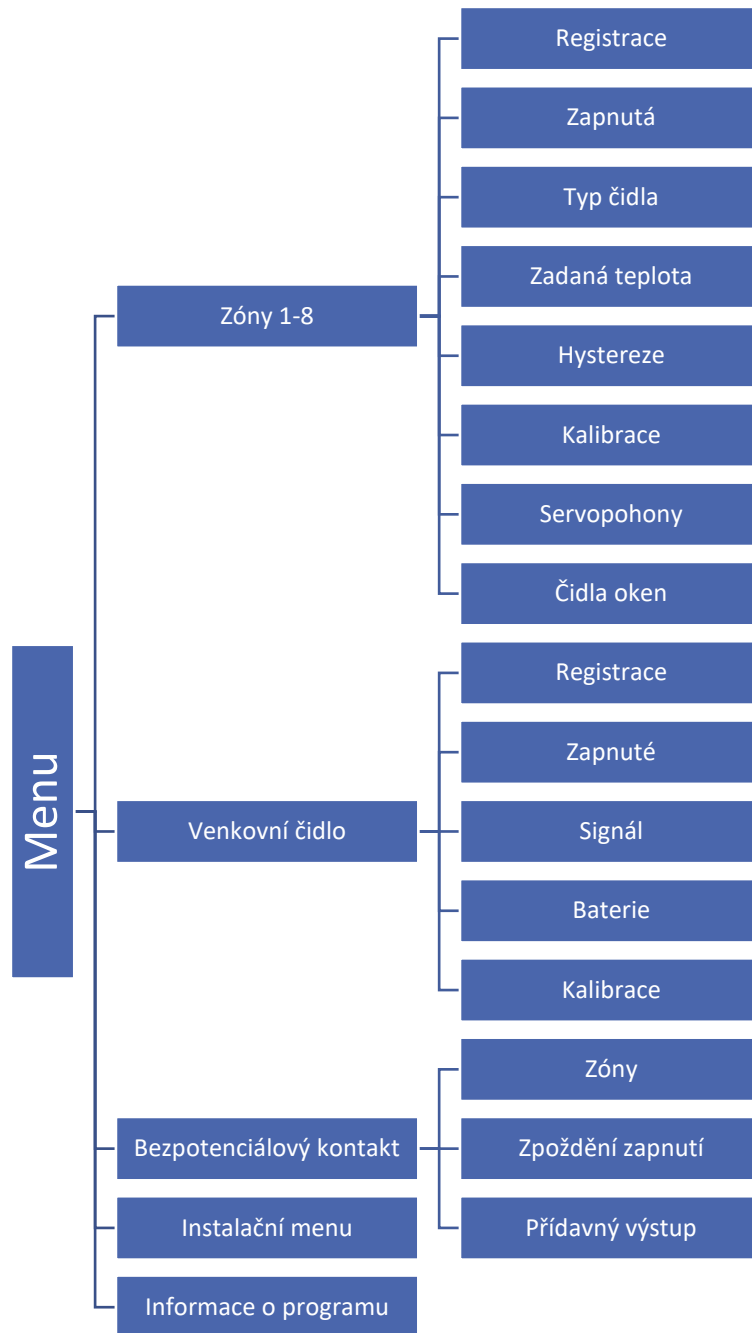 Menu
Zóny 1-8
Registrace
Zapnutá
Typ čidla
Zadaná teplota
Hystereze
Kalibrace
Servopohony
Čidla oken
Venkovní čidlo
Registrace
Zapnuté
Signál
Baterie
Kalibrace
Bezpotenciálový kontakt
Zóny
Zpoždění zapnutí
Přídavný výstup
Instalační menu
Informace o programu